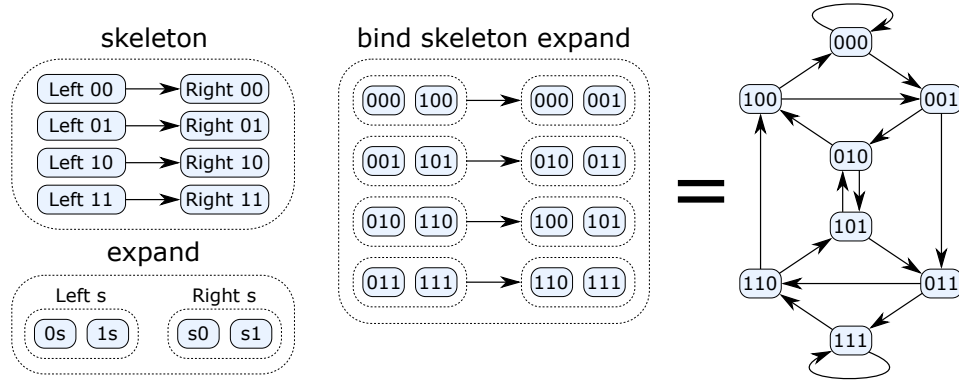 skeleton
Left 00 Right 00
Left 01 Right 01
Left 10 Right 10
Left 11 Right 11
expand
Left s Right s
0s 1s s0 s1
bind skeleton expand
000 100 000 001
001 101 010 011
010 110 100 101
011 111 110 111
=
000
100 001
010
101
110 011
111